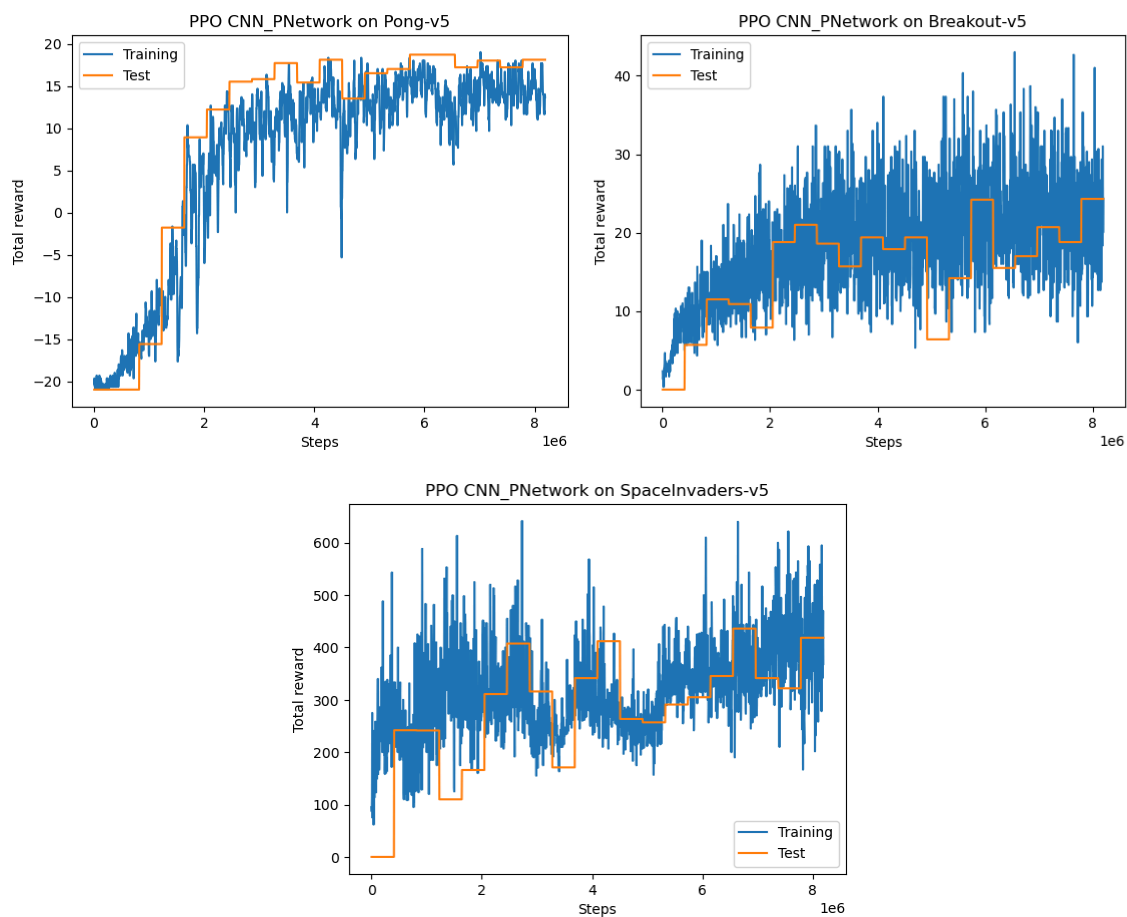 PPO CNN_PNetwork on Pong-v5
Total reward
20
15
10
5
0
−5
−10
−15
−20
Training
Test
0
2
4
6
8
1e6
Steps
PPO CNN_PNetwork on Breakout-v5
Total reward
40
30
20
10
0
Training
Test
0
2
4
6
8
1e6
Steps
PPO CNN_PNetwork on SpaceInvaders-v5
Total reward
600
500
400
300
200
100
0
Training
Test
0
2
4
6
8
1e6
Steps